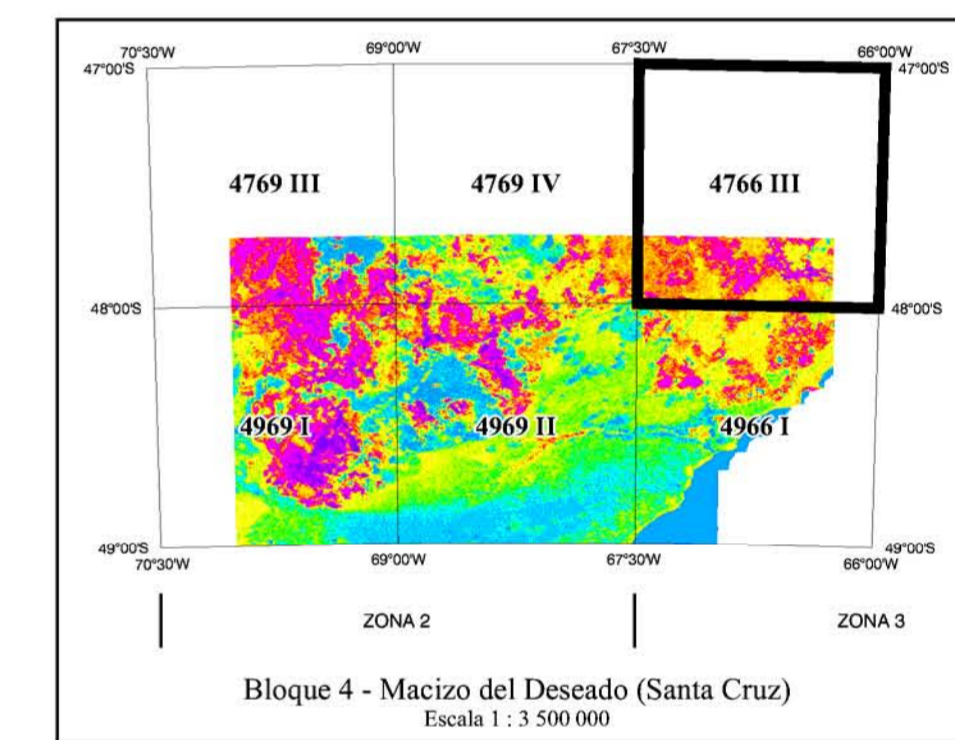 70°30'W 69°00'W 67°30'W 66°00'W
47°00'S 47°00'S
4769 III 4769 IV 4766 III
48°00'S 48°00'S
4969 I 4969 II 4966 I
49°00'S 49°00'S
70°30'W 69°00'W 67°30'W 66°00'W
ZONA 2 ZONA 3
Bloque 4 - Macizo del Deseado (Santa Cruz)
Escala 1 : 3 500 000